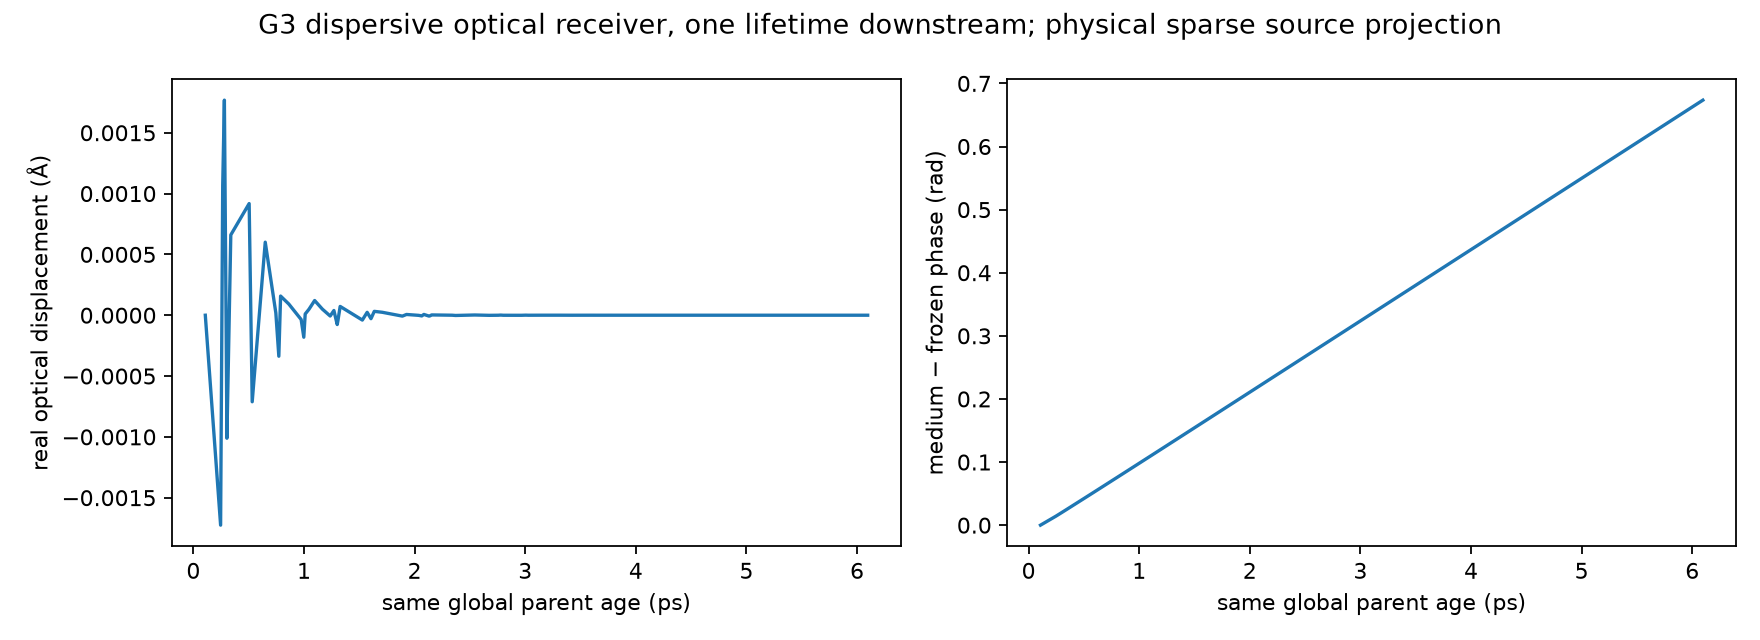 G3 dispersive optical receiver, one lifetime downstream; physical sparse source projection
real optical displacement (Å)
0.0015
0.0010
0.0005
0.0000
−0.0005
−0.0010
−0.0015
0 1 2 3 4 5 6
same global parent age (ps)
medium − frozen phase (rad)
0.7
0.6
0.5
0.4
0.3
0.2
0.1
0.0
0 1 2 3 4 5 6
same global parent age (ps)